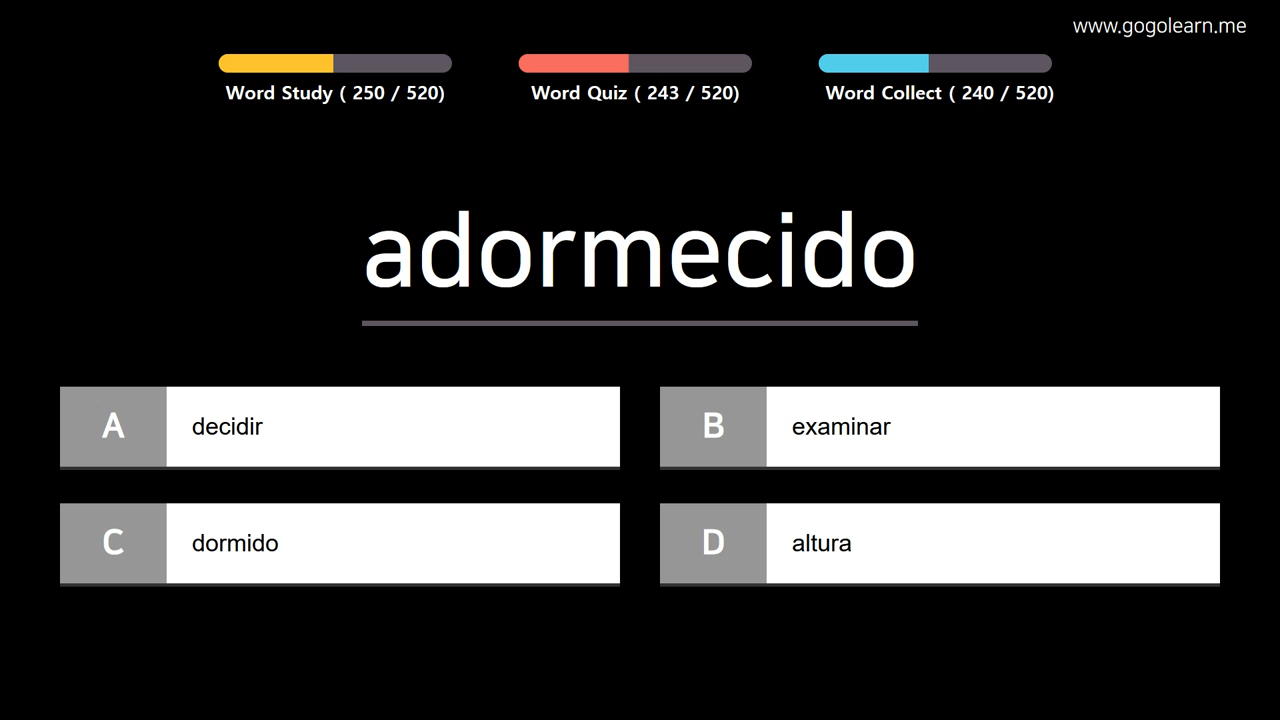 www.gogolearn.me
Word Study ( 250 / 520)
Word Quiz ( 243 / 520)
Word Collect ( 240 / 520)
adormecido
A decidir
B examinar
C dormido
D altura